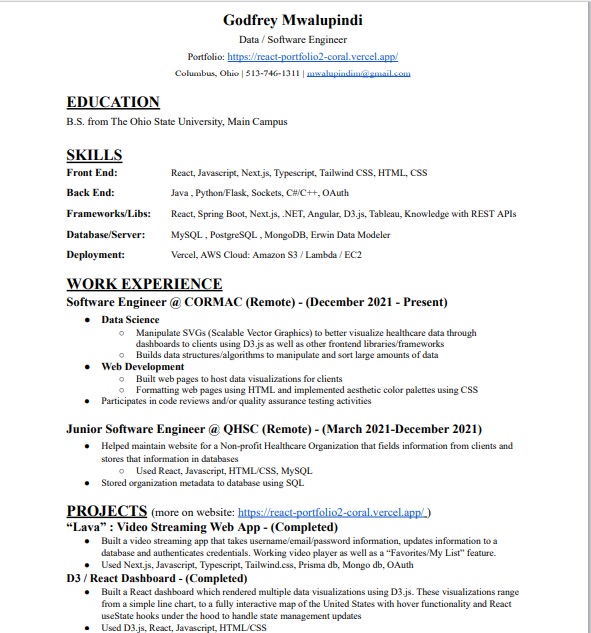 Godfrey Mwalupindi
Data / Software Engineer
Portfolio: https://react-portfolio2-coral.vercel.app/
Columbus, Ohio | 513-746-1311 | mwalupindim@gmail.com
EDUCATION
B.S. from The Ohio State University, Main Campus
SKILLS
Front End: React, Javascript, Next.js, Typescript, Tailwind CSS, HTML, CSS
Back End: Java , Python/Flask, Sockets, C#/C++, OAuth
Frameworks/Libs: React, Spring Boot, Next.js, .NET, Angular, D3.js, Tableau, Knowledge with REST APIs
Database/Server: MySQL , PostgreSQL , MongoDB, Erwin Data Modeler
Deployment: Vercel, AWS Cloud: Amazon S3 / Lambda / EC2
WORK EXPERIENCE
Software Engineer @ CORMAC (Remote) - (December 2021 - Present)
● Data Science
○ Manipulate SVGs (Scalable Vector Graphics) to better visualize healthcare data through
dashboards to clients using D3.js as well as other frontend libraries/frameworks
○ Builds data structures/algorithms to manipulate and sort large amounts of data
● Web Development
○ Built web pages to host data visualizations for clients
○ Formatting web pages using HTML and implemented aesthetic color palettes using CSS
● Participates in code reviews and/or quality assurance testing activities
Junior Software Engineer @ QHSC (Remote) - (March 2021-December 2021)
● Helped maintain website for a Non-profit Healthcare Organization that fields information from clients and
stores that information in databases
○ Used React, Javascript, HTML/CSS, MySQL
● Stored organization metadata to database using SQL
PROJECTS (more on website: https://react-portfolio2-coral.vercel.app/ )
“Lava” : Video Streaming Web App - (Completed)
● Built a video streaming app that takes username/email/password information, updates information to a
database and authenticates credentials. Working video player as well as a “Favorites/My List” feature.
● Used Next.js, Javascript, Typescript, Tailwind.css, Prisma db, Mongo db, OAuth
D3 / React Dashboard - (Completed)
● Built a React dashboard which rendered multiple data visualizations using D3.js. These visualizations range
from a simple line chart, to a fully interactive map of the United States with hover functionality and React
useState hooks under the hood to handle state management updates
● Used D3.js, React, Javascript, HTML/CSS